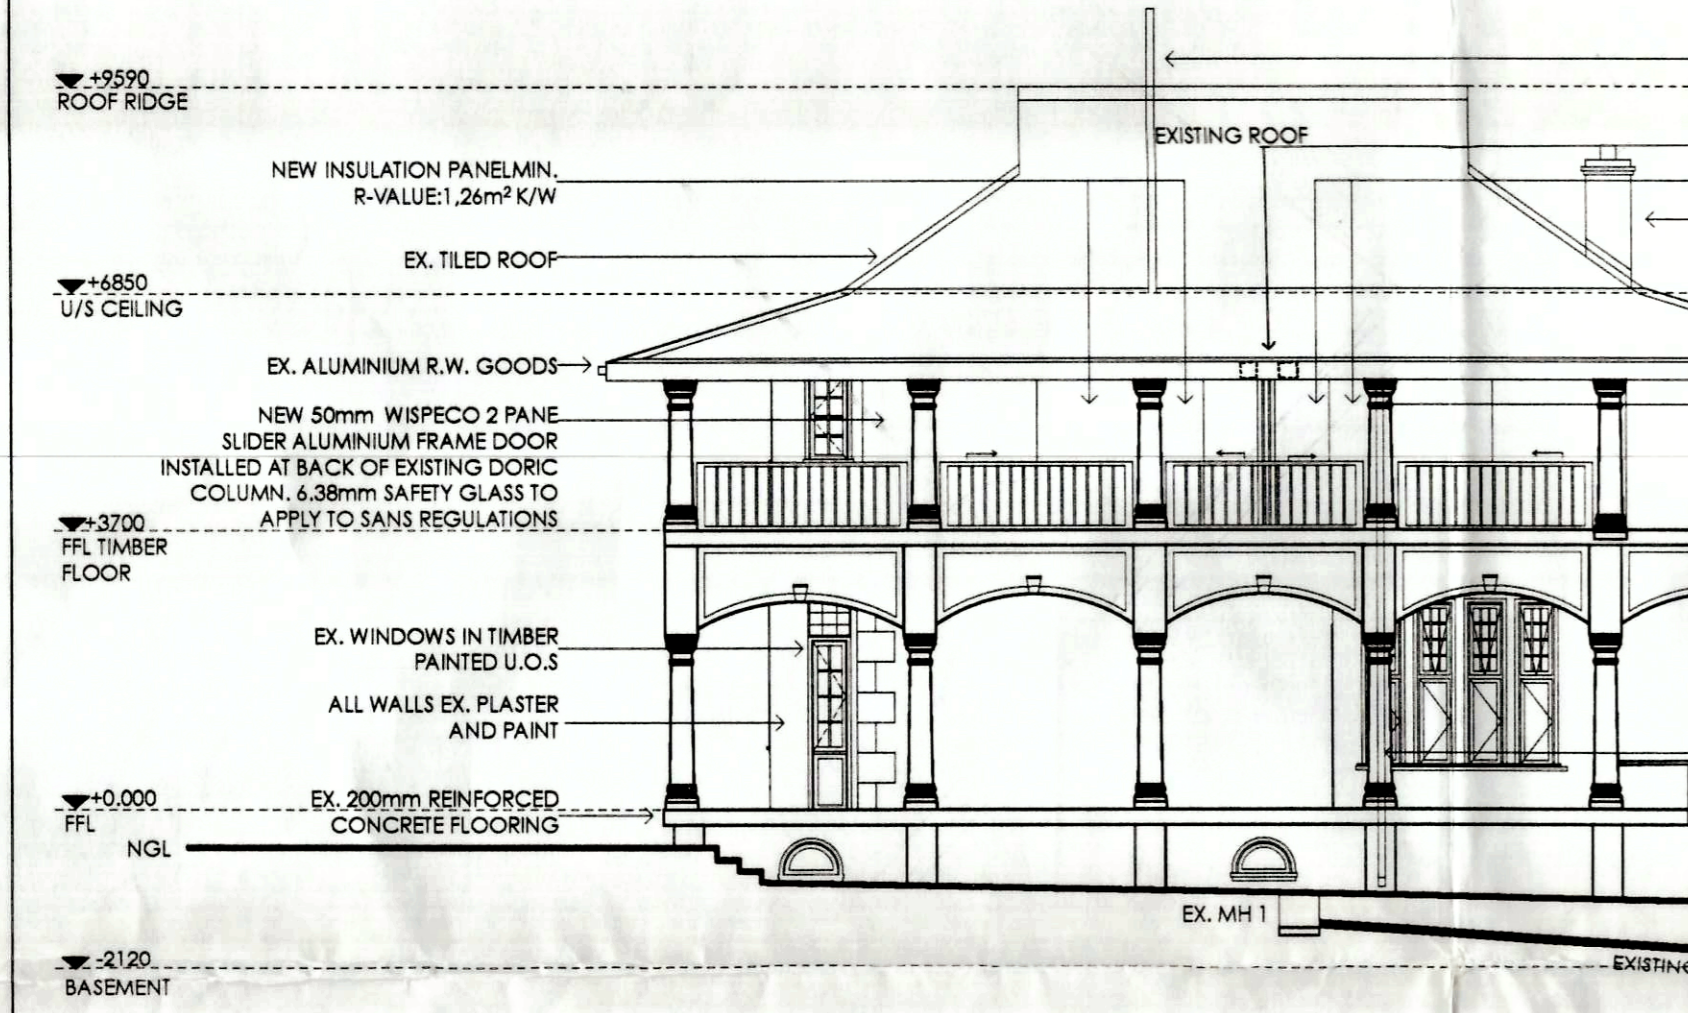 +9590
ROOF RIDGE
EXISTING ROOF
NEW INSULATION PANELMIN.
R-VALUE:1,26m² K/W
EX. TILED ROOF
+6850
U/S CEILING
EX. ALUMINIUM R.W. GOODS
NEW 50mm WISPECO 2 PANE
SLIDER ALUMINIUM FRAME DOOR
INSTALLED AT BACK OF EXISTING DORIC
COLUMN. 6.38mm SAFETY GLASS TO
APPLY TO SANS REGULATIONS
+3700
FFL TIMBER
FLOOR
EX. WINDOWS IN TIMBER
PAINTED U.O.S
ALL WALLS EX. PLASTER
AND PAINT
+0.000
FFL
EX. 200mm REINFORCED
CONCRETE FLOORING
NGL
EX. MH 1
-2120
BASEMENT
EXISTING